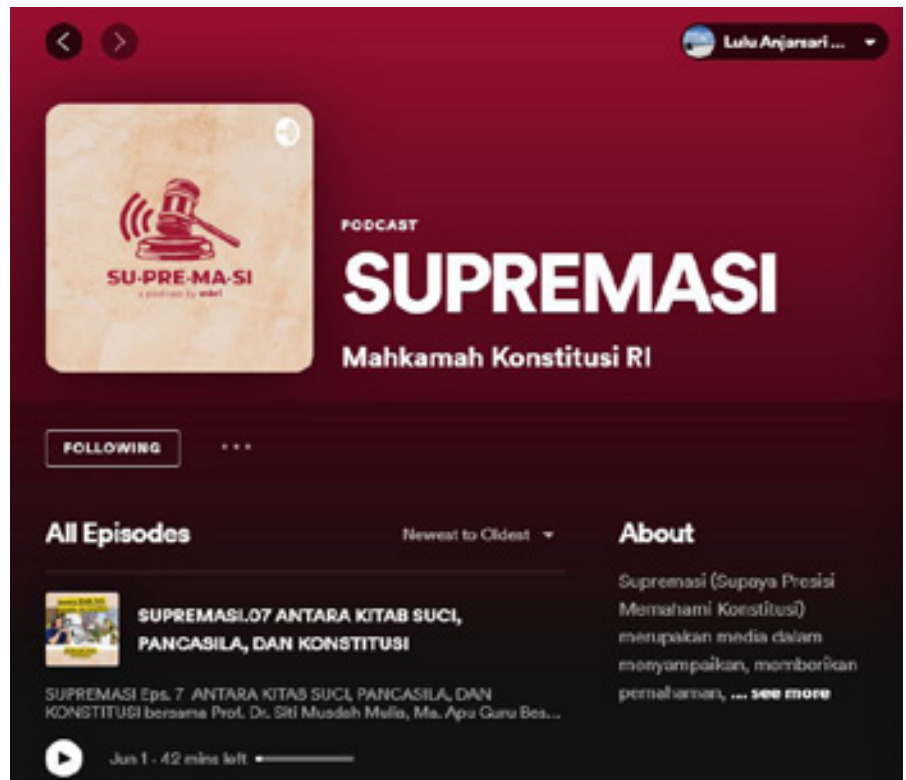 Lulu Anjarsari ...
SU·PRE·MA·SI
a podcast by mkri
PODCAST
SUPREMASI
Mahkamah Konstitusi RI
FOLLOWING
...
All Episodes
Newest to Oldest
About
SUPREMASI.07 ANTARA KITAB SUCI,
PANCASILA, DAN KONSTITUSI
SUPREMASI Eps. 7 ANTARA KITAB SUCI, PANCASILA, DAN
KONSTITUSI bersama Prof. Dr. Siti Musdah Mulia, Ma. Apu Guru Bes...
Jun 1 · 42 mins left
Supremasi (Supaya Presisi
Memahami Konstitusi)
merupakan media dalam
menyampaikan, memberikan
pemahaman, ... see more